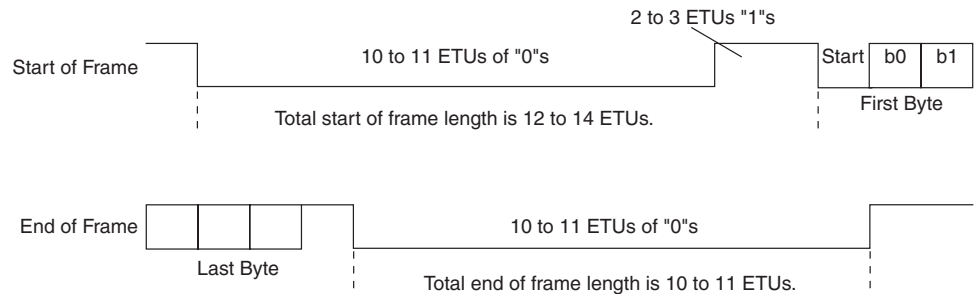 2 to 3 ETUs "1"s
Start of Frame
10 to 11 ETUs of "0"s
Start b0 b1
First Byte
Total start of frame length is 12 to 14 ETUs.
End of Frame
10 to 11 ETUs of "0"s
Last Byte
Total end of frame length is 10 to 11 ETUs.